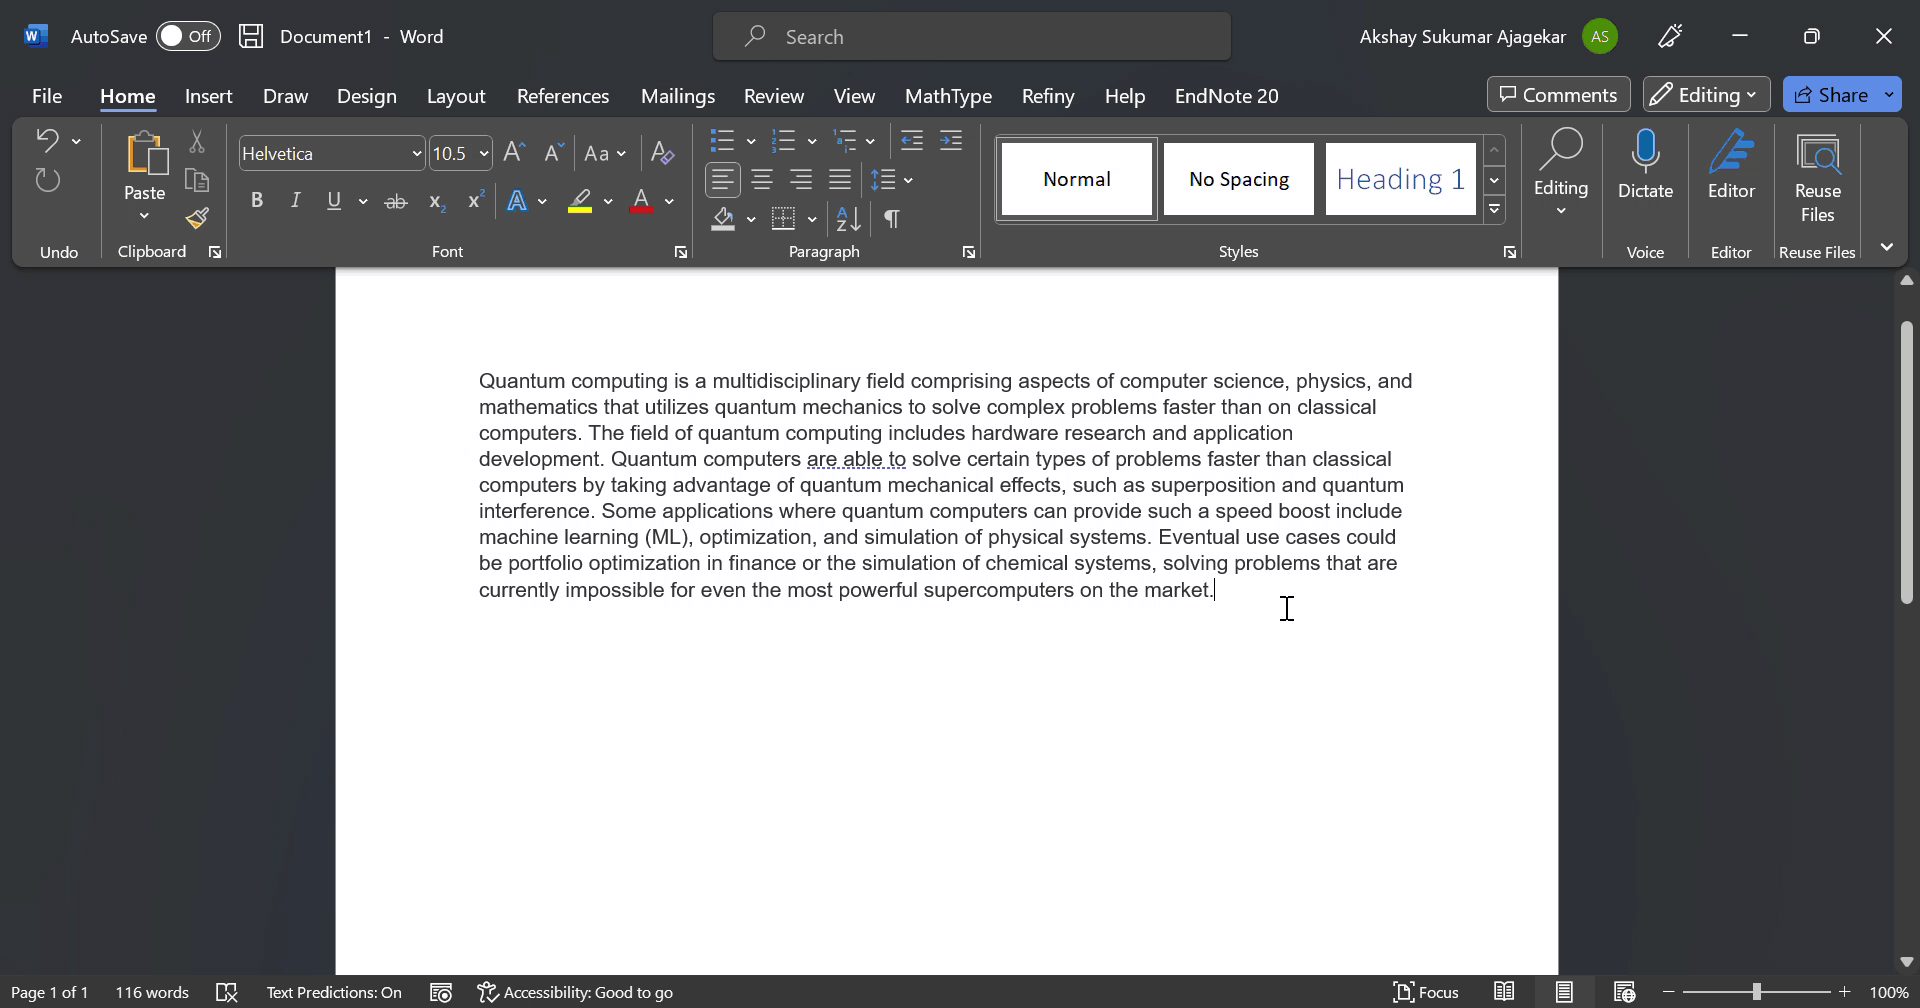 AutoSave Off Document1 - Word Search Akshay Sukumar Ajagekar AS
File Home Insert Draw Design Layout References Mailings Review View MathType Refiny Help EndNote 20 Comments Editing Share
Helvetica 10.5 Aa
Paste Normal No Spacing Heading 1 Editing Dictate Editor Reuse Files
B I U ab x2 x2 A A
Undo Clipboard Font Paragraph Styles Voice Editor Reuse Files
Quantum computing is a multidisciplinary field comprising aspects of computer science, physics, and
mathematics that utilizes quantum mechanics to solve complex problems faster than on classical
computers. The field of quantum computing includes hardware research and application
development. Quantum computers are able to solve certain types of problems faster than classical
computers by taking advantage of quantum mechanical effects, such as superposition and quantum
interference. Some applications where quantum computers can provide such a speed boost include
machine learning (ML), optimization, and simulation of physical systems. Eventual use cases could
be portfolio optimization in finance or the simulation of chemical systems, solving problems that are
currently impossible for even the most powerful supercomputers on the market.
Page 1 of 1 116 words Text Predictions: On Accessibility: Good to go Focus 100%